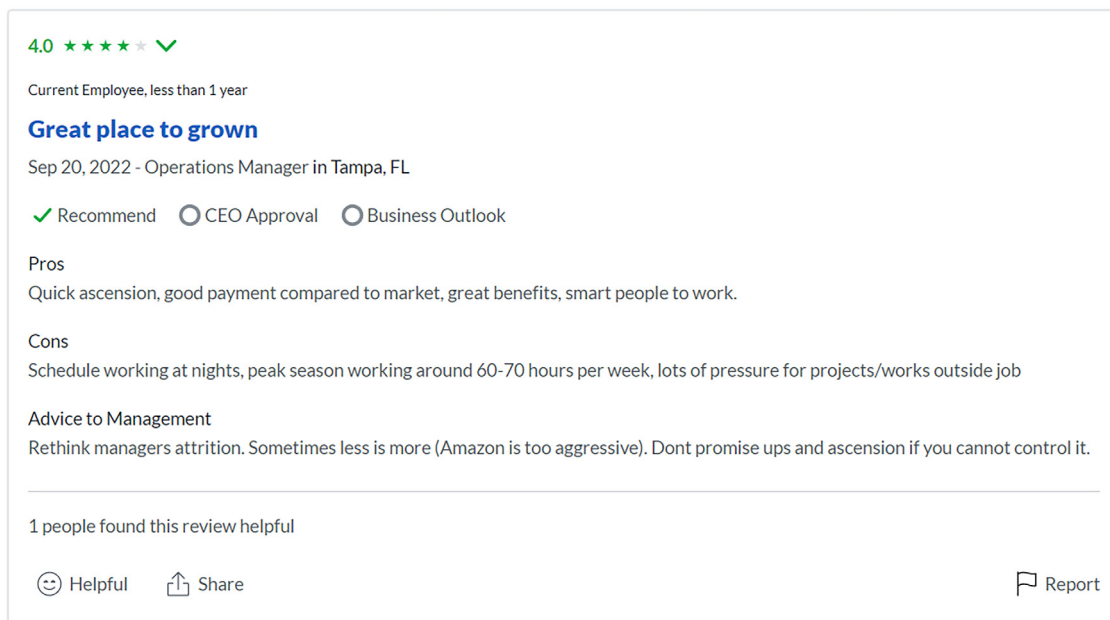 4.0
Current Employee, less than 1 year
Great place to grown
Sep 20, 2022 - Operations Manager in Tampa, FL
Recommend CEO Approval Business Outlook
Pros
Quick ascension, good payment compared to market, great benefits, smart people to work.
Cons
Schedule working at nights, peak season working around 60-70 hours per week, lots of pressure for projects/works outside job
Advice to Management
Rethink managers attrition. Sometimes less is more (Amazon is too aggressive). Dont promise ups and ascension if you cannot control it.
1 people found this review helpful
Helpful Share Report